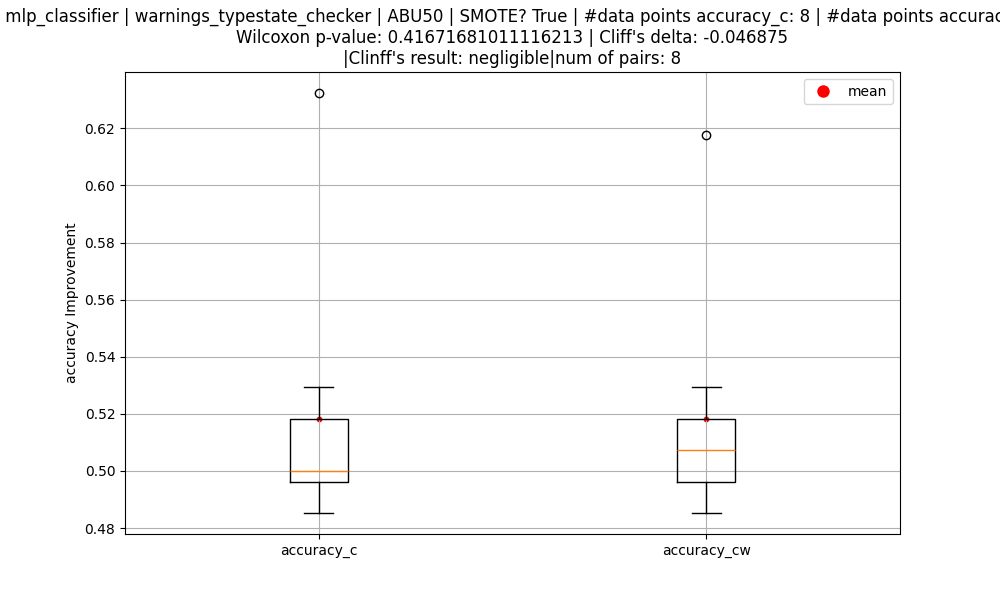 mlp_classifier | warnings_typestate_checker | ABU50 | SMOTE? True | #data points accuracy_c: 8 | #data points
Wilcoxon p-value: 0.41671681011116213 | Cliff's delta: -0.046875
|Clinff's result: negligible|num of pairs: 8
mean
accuracy Improvement
0.62
0.60
0.58
0.56
0.54
0.52
0.50
0.48
accuracy_c
accuracy_cw